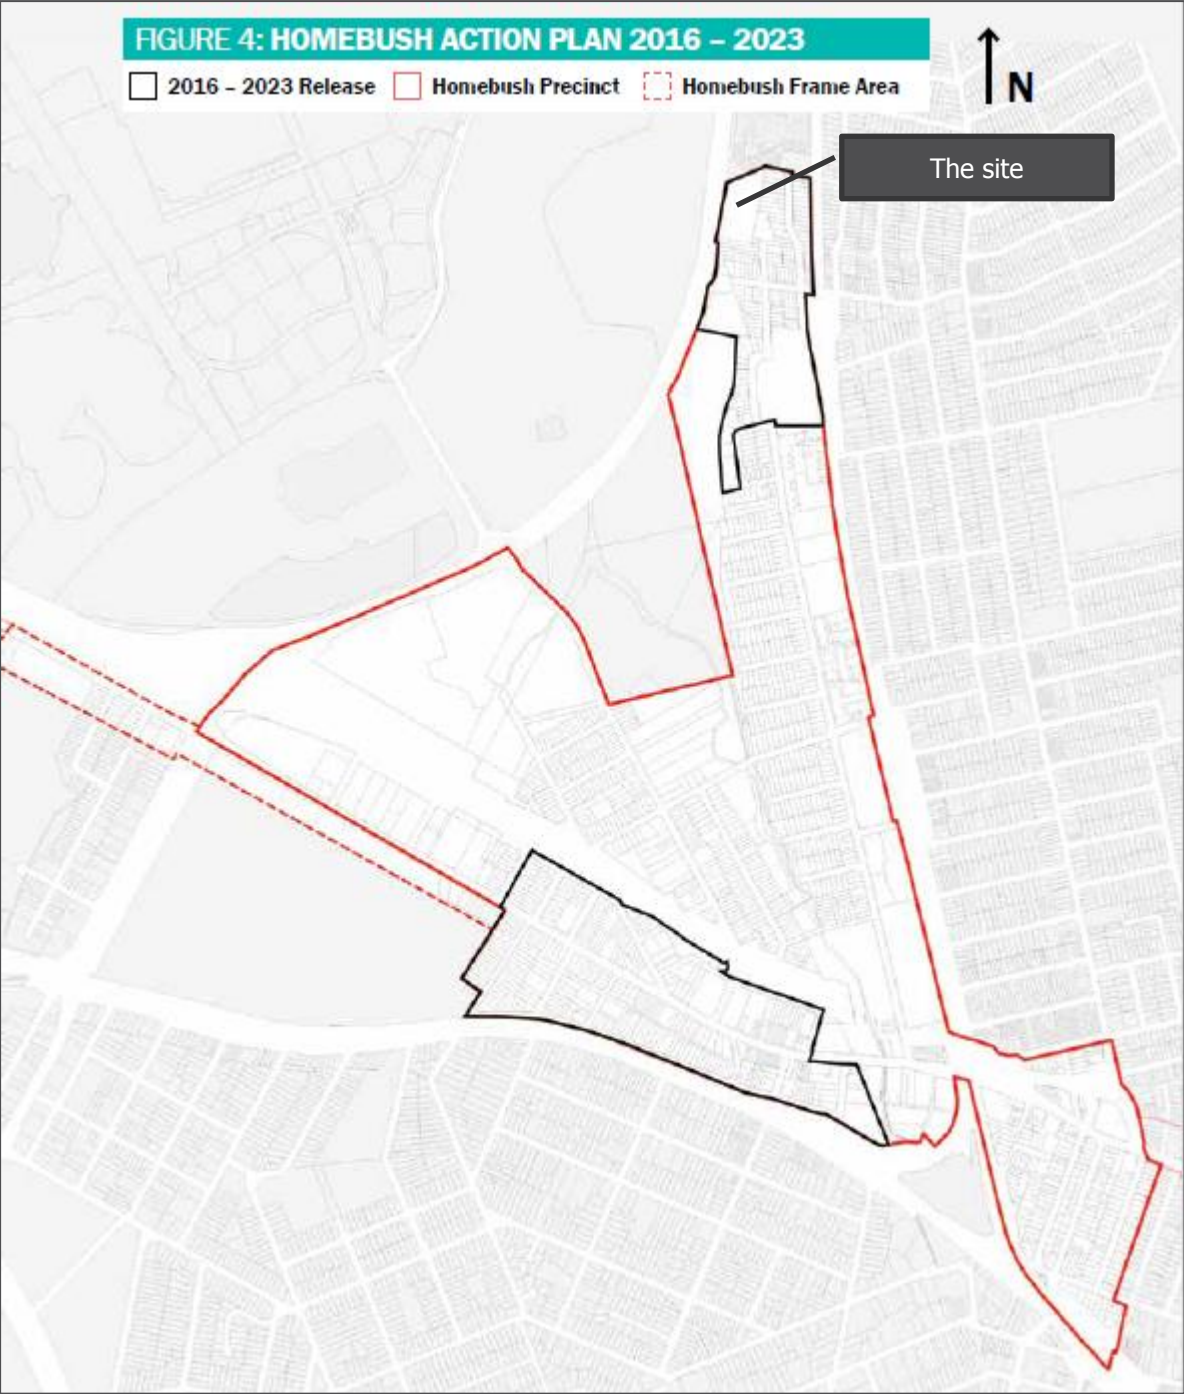 FIGURE 4: HOMEBUSH ACTION PLAN 2016 – 2023
2016 – 2023 Release Homebush Precinct Homebush Frame Area
N
The site